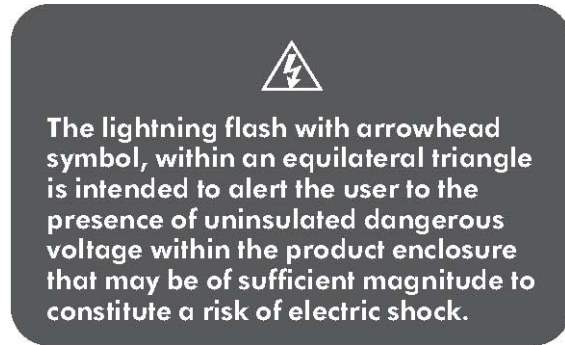 The lightning flash with arrowhead
symbol, within an equilateral triangle
is intended to alert the user to the
presence of uninsulated dangerous
voltage within the product enclosure
that may be of sufficient magnitude to
constitute a risk of electric shock.